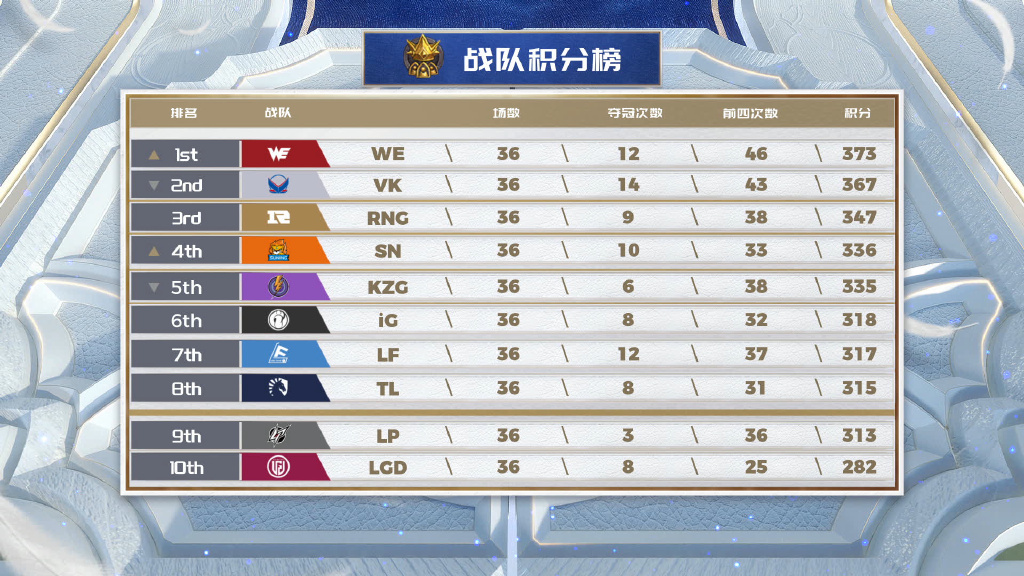 战队积分榜
排名 战队 场数 夺冠次数 前四次数 积分
1st WE WE \ 36 \ 12 \ 46 \ 373
2nd VK \ 36 \ 14 \ 43 \ 367
3rd RNG \ 36 \ 9 \ 38 \ 347
4th SN \ 36 \ 10 \ 33 \ 336
5th KZG \ 36 \ 6 \ 38 \ 335
6th iG \ 36 \ 8 \ 32 \ 318
7th LF \ 36 \ 12 \ 37 \ 317
8th TL \ 36 \ 8 \ 31 \ 315
9th LP \ 36 \ 3 \ 36 \ 313
10th LGD \ 36 \ 8 \ 25 \ 282